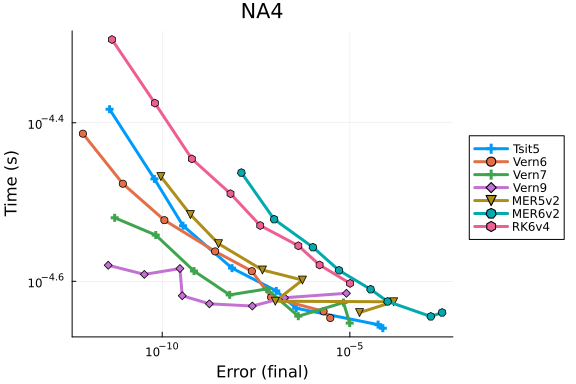 NA4
Time (s)
10^−4.4
10^−4.6
10^−10
10^−5
Error (final)
Tsit5
Vern6
Vern7
Vern9
MER5v2
MER6v2
RK6v4